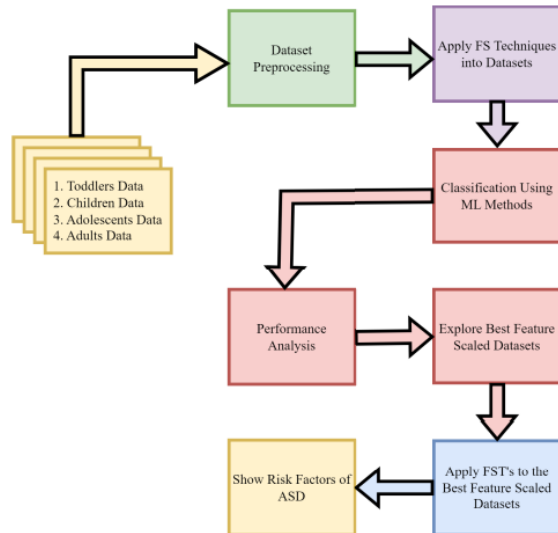 Dataset
Preprocessing
Apply FS Techniques
into Datasets
1. Toddlers Data
2. Children Data
3. Adolescents Data
4. Adults Data
Classification Using
ML Methods
Performance
Analysis
Explore Best Feature
Scaled Datasets
Show Risk Factors of
ASD
Apply FST's to the
Best Feature Scaled
Datasets